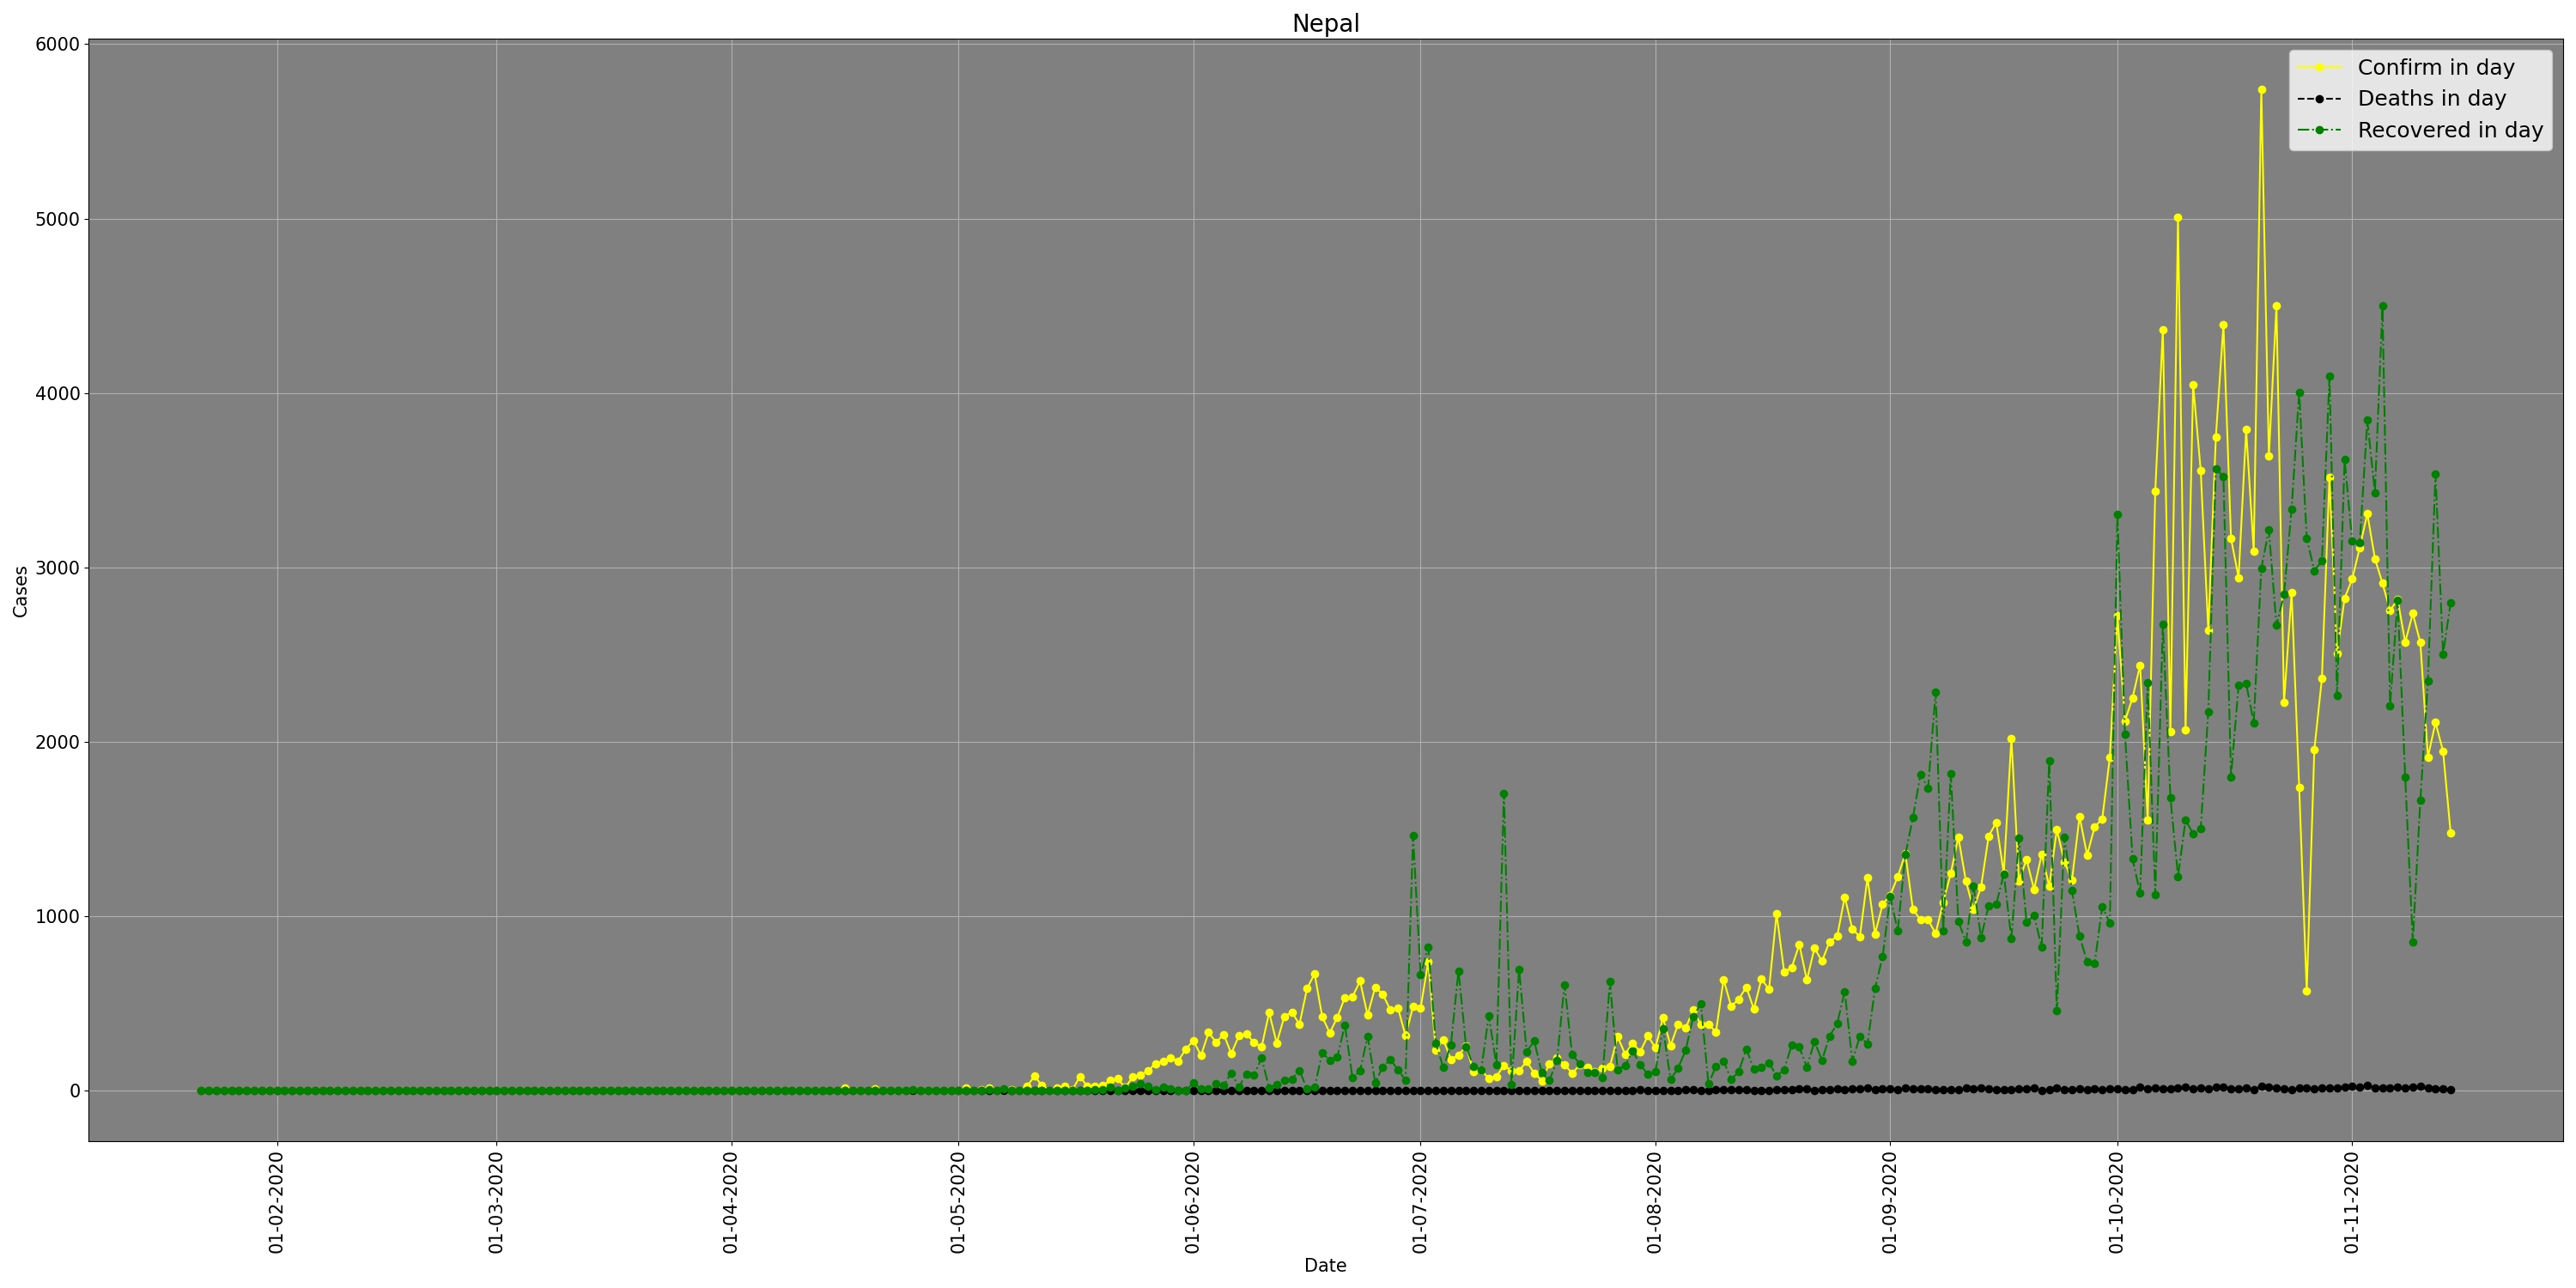 Nepal
Confirm in day
Deaths in day
Recovered in day
6000
5000
4000
3000
2000
1000
0
Cases
01-02-2020
01-03-2020
01-04-2020
01-05-2020
01-06-2020
01-07-2020
01-08-2020
01-09-2020
01-10-2020
01-11-2020
Date